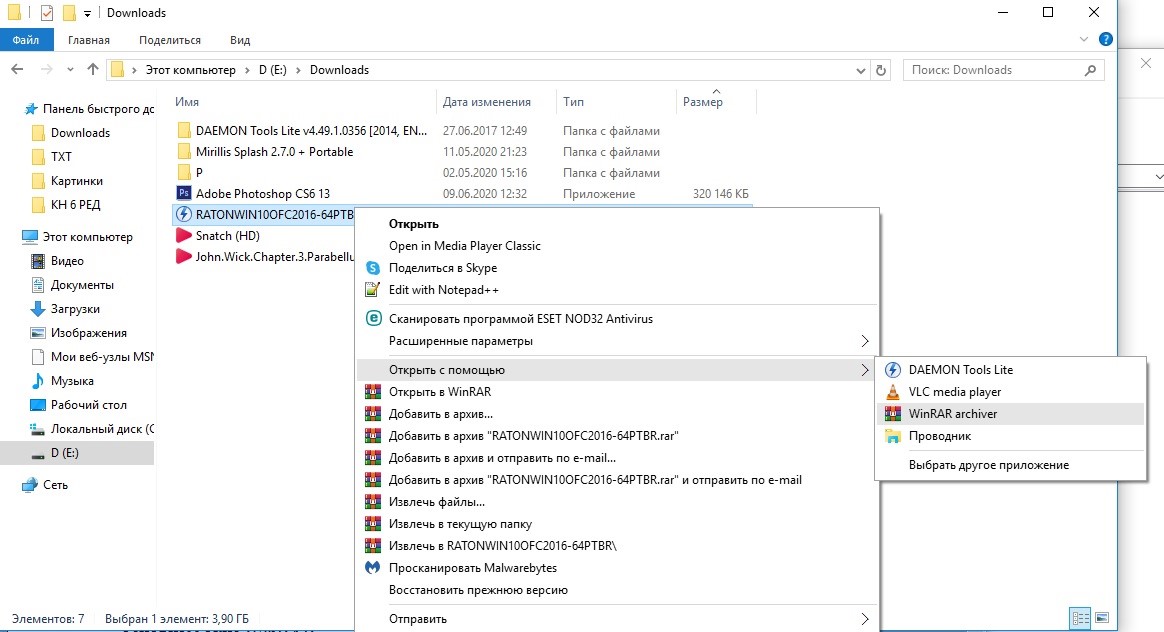 Downloads
Файл Главная Поделиться Вид
Этот компьютер D (E:) Downloads
Поиск: Downloads
Имя Дата изменения Тип Размер
Панель быстрого до
Downloads
TXT
Картинки
КН 6 РЕД
Этот компьютер
Видео
Документы
Загрузки
Изображения
Мои веб-узлы MSN
Музыка
Рабочий стол
Локальный диск (C
D (E:)
Сеть
DAEMON Tools Lite v4.49.1.0356 [2014, EN... 27.06.2017 12:49 Папка с файлами
Mirillis Splash 2.7.0 + Portable 11.05.2020 21:23 Папка с файлами
P 02.05.2020 15:16 Папка с файлами
Adobe Photoshop CS6 13 09.06.2020 12:32 Приложение 320 146 КБ
RATONWIN10OFC2016-64PTB
Snatch (HD)
John.Wick.Chapter.3.Parabellu
Открыть
Open in Media Player Classic
Поделиться в Skype
Edit with Notepad++
Сканировать программой ESET NOD32 Antivirus
Расширенные параметры
Открыть с помощью
Открыть в WinRAR
Добавить в архив...
Добавить в архив "RATONWIN10OFC2016-64PTBR.rar"
Добавить в архив и отправить по e-mail...
Добавить в архив "RATONWIN10OFC2016-64PTBR.rar" и отправить по e-mail
Извлечь файлы...
Извлечь в текущую папку
Извлечь в RATONWIN10OFC2016-64PTBR\
Просканировать Malwarebytes
Восстановить прежнюю версию
Отправить
DAEMON Tools Lite
VLC media player
WinRAR archiver
Проводник
Выбрать другое приложение
Элементов: 7 Выбран 1 элемент: 3,90 ГБ